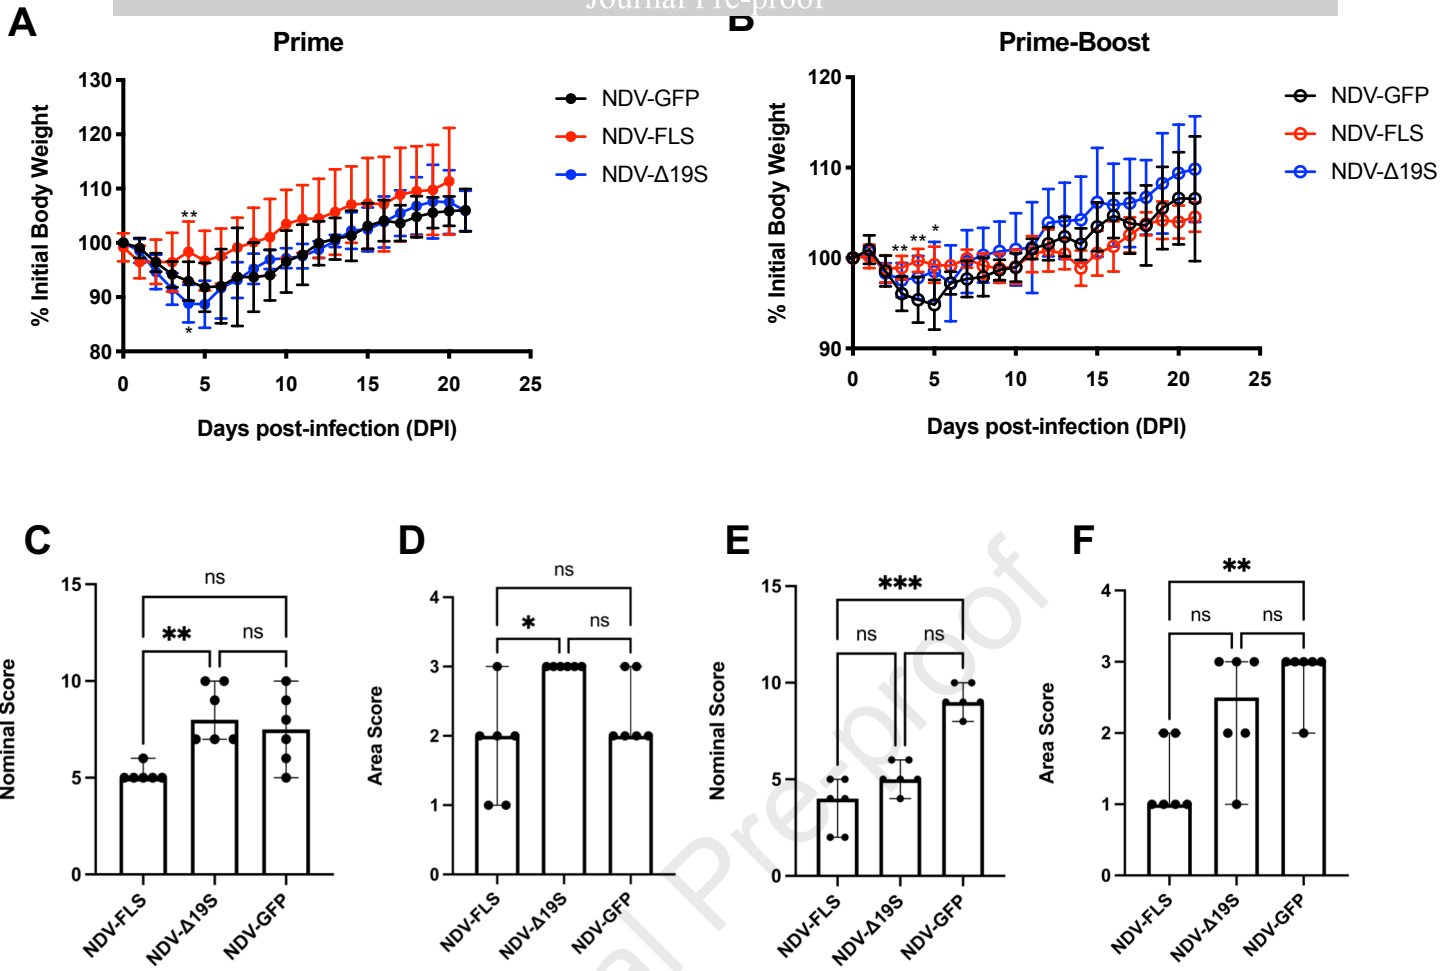 Journal Pre-proof
A
Prime
130
120
110
100
90
80
% Initial Body Weight
**
*
0 5 10 15 20 25
Days post-infection (DPI)
NDV-GFP
NDV-FLS
NDV-Δ19S
B
Prime-Boost
120
110
100
90
% Initial Body Weight
** ** *
0 5 10 15 20 25
Days post-infection (DPI)
NDV-GFP
NDV-FLS
NDV-Δ19S
C
Nominal Score
15
10
5
0
ns
** ns
NDV-FLS NDV-Δ19S NDV-GFP
D
Area Score
4
3
2
1
0
ns
* ns
NDV-FLS NDV-Δ19S NDV-GFP
E
Nominal Score
15
10
5
0
***
ns ns
NDV-FLS NDV-Δ19S NDV-GFP
F
Area Score
4
3
2
1
0
**
ns ns
NDV-FLS NDV-Δ19S NDV-GFP
al Pre-proof